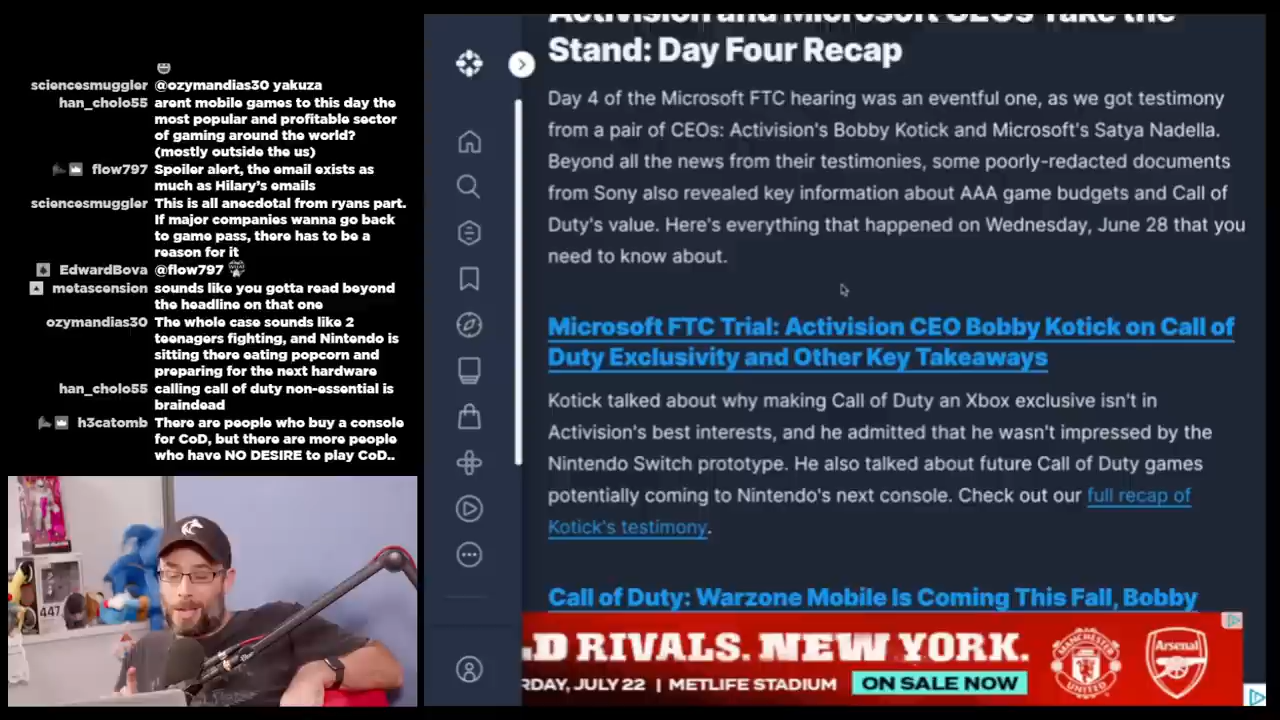 sciencesmuggler @ozymandias30 yakuza
han_cholo55 arent mobile games to this day the
most popular and profitable sector
of gaming around the world?
(mostly outside the us)
flow797 Spoiler alert, the email exists as
much as Hilary's emails
sciencesmuggler This is all anecdotal from ryans part.
If major companies wanna go back
to game pass, there has to be a
reason for it
EdwardBova @flow797
metascension sounds like you gotta read beyond
the headline on that one
ozymandias30 The whole case sounds like 2
teenagers fighting, and Nintendo is
sitting there eating popcorn and
preparing for the next hardware
han_cholo55 calling call of duty non-essential is
braindead
h3catomb There are people who buy a console
for CoD, but there are more people
who have NO DESIRE to play CoD..
447
Activision and Microsoft CEOs Take the
Stand: Day Four Recap
Day 4 of the Microsoft FTC hearing was an eventful one, as we got testimony
from a pair of CEOs: Activision's Bobby Kotick and Microsoft's Satya Nadella.
Beyond all the news from their testimonies, some poorly-redacted documents
from Sony also revealed key information about AAA game budgets and Call of
Duty's value. Here's everything that happened on Wednesday, June 28 that you
need to know about.
Microsoft FTC Trial: Activision CEO Bobby Kotick on Call of
Duty Exclusivity and Other Key Takeaways
Kotick talked about why making Call of Duty an Xbox exclusive isn't in
Activision's best interests, and he admitted that he wasn't impressed by the
Nintendo Switch prototype. He also talked about future Call of Duty games
potentially coming to Nintendo's next console. Check out our full recap of
Kotick's testimony.
Call of Duty: Warzone Mobile Is Coming This Fall, Bobby
LD RIVALS. NEW YORK.
RDAY, JULY 22 | METLIFE STADIUM ON SALE NOW
MANCHESTER
UNITED
Arsenal